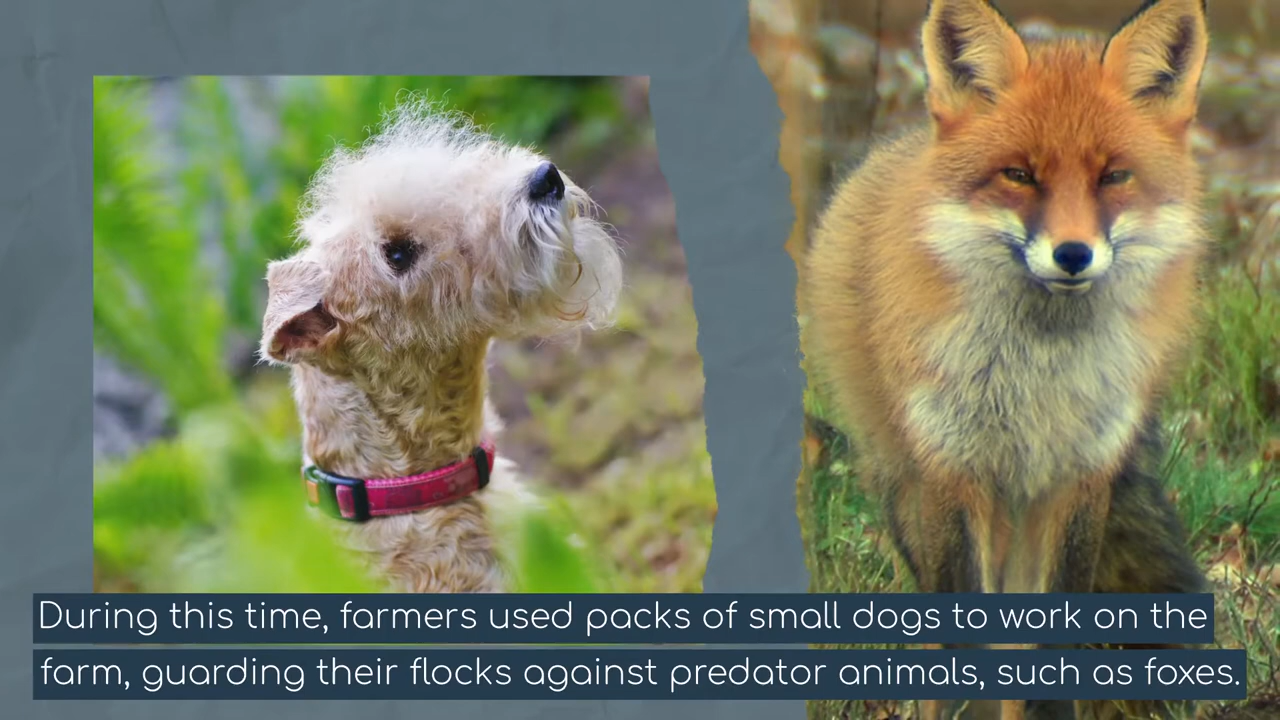 During this time, farmers used packs of small dogs to work on the
farm, guarding their flocks against predator animals, such as foxes.